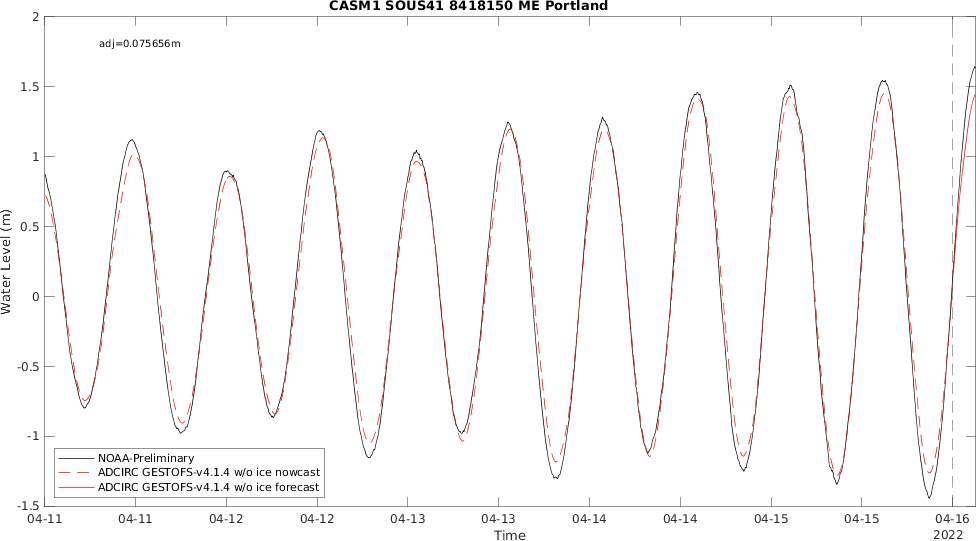 CASM1 SOUS41 8418150 ME Portland
adj=0.075656m
2
1.5
1
0.5
0
-0.5
-1
-1.5
Water Level (m)
NOAA-Preliminary
ADCIRC GESTOFS-v4.1.4 w/o ice nowcast
ADCIRC GESTOFS-v4.1.4 w/o ice forecast
04-11 04-11 04-12 04-12 04-13 04-13 04-14 04-14 04-15 04-15 04-16
Time
2022